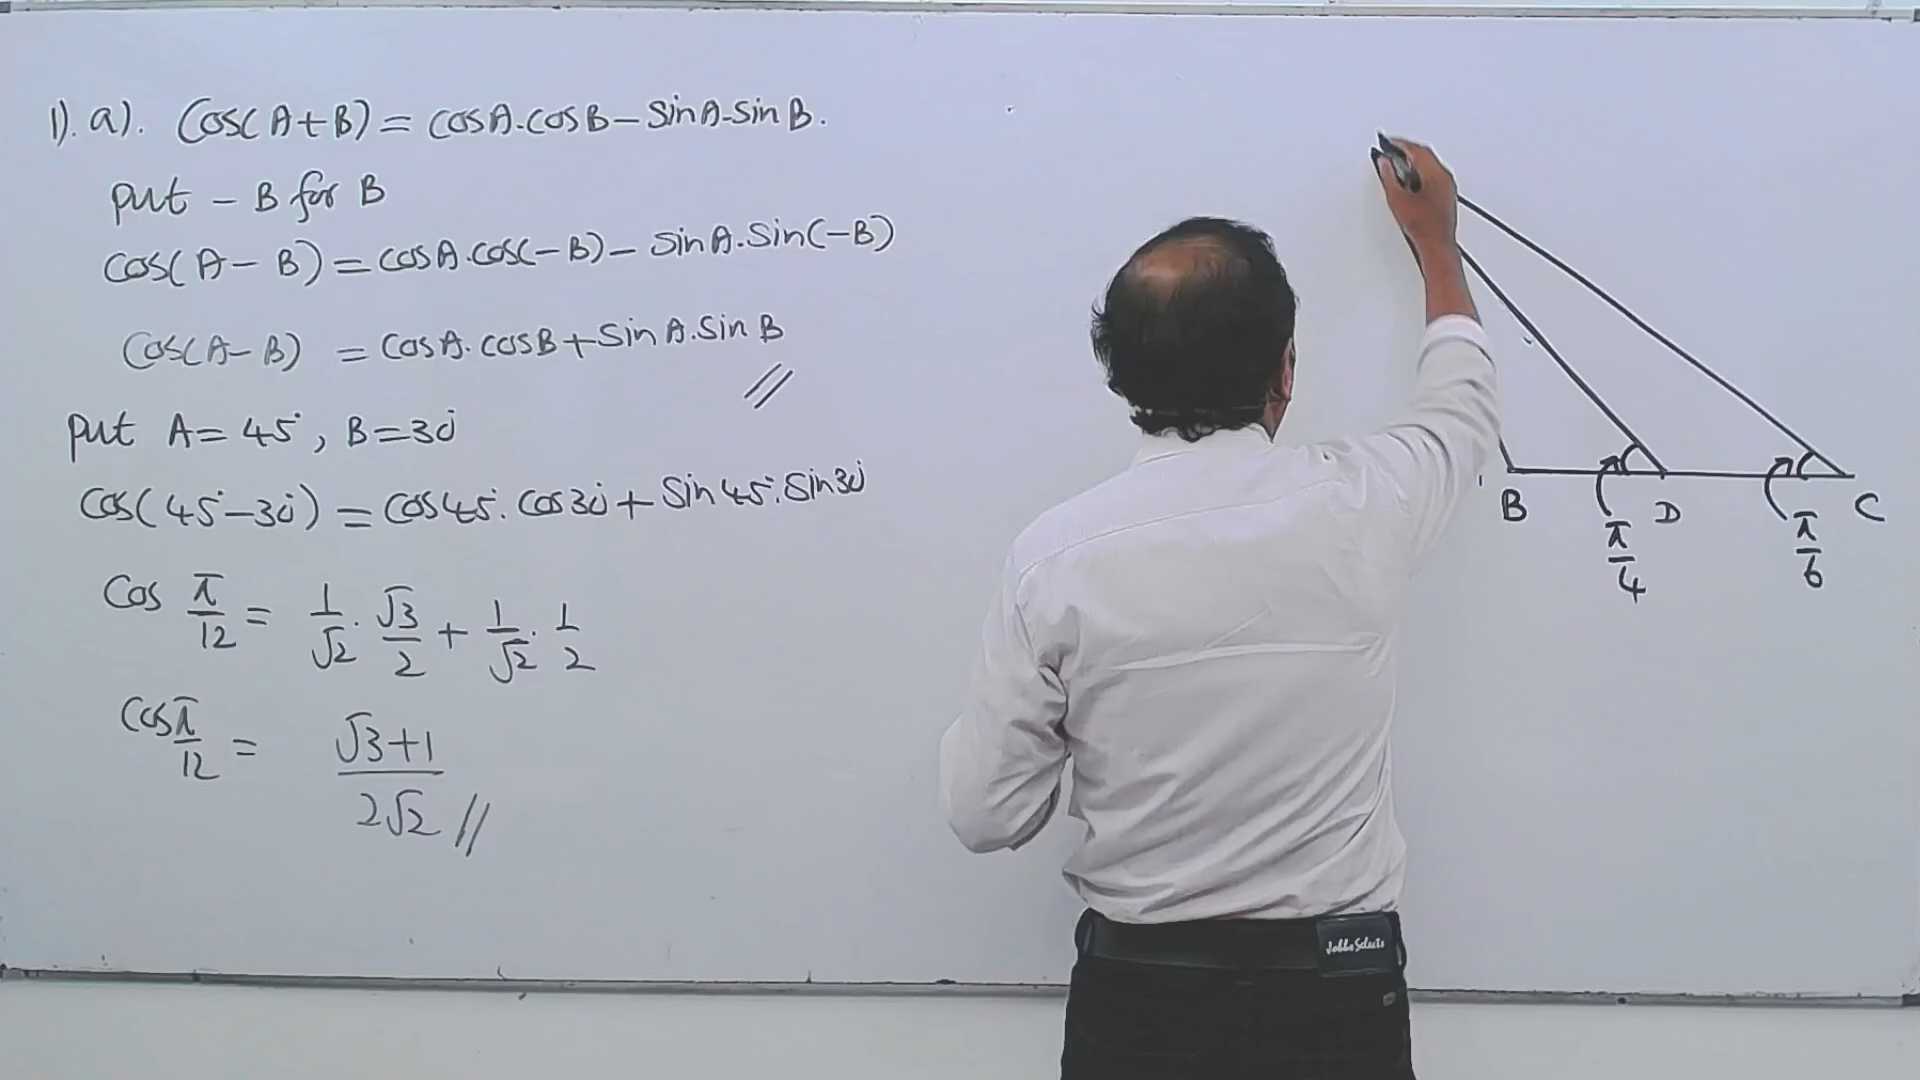 1). a). Cos(A+B) = cosA.cosB - sinA.sinB.
put - B for B
cos(A - B) = cosA.cos(-B) - sinA.sin(-B)
Cos(A-B) = cosA.cosB + sinA.sinB //
put A = 45°, B = 30°
cos(45° - 30°) = cos45°.cos30° + sin45°.sin30°
Cos π/12 = 1/√2 . √3/2 + 1/√2 . 1/2
Cos π/12 = √3+1 / 2√2 //
B D C
π/4 π/6